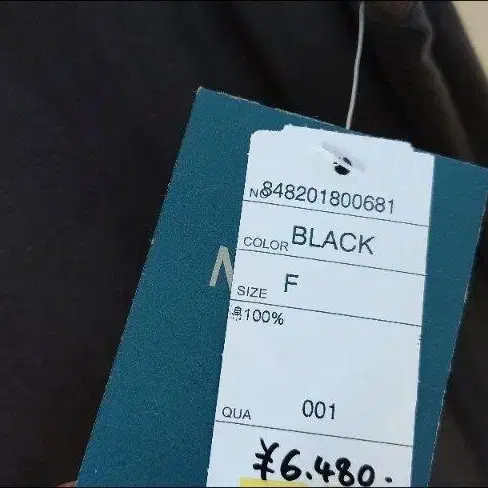 NO 848201800681
COLOR BLACK
SIZE F
100%
QUA 001
¥6.480.